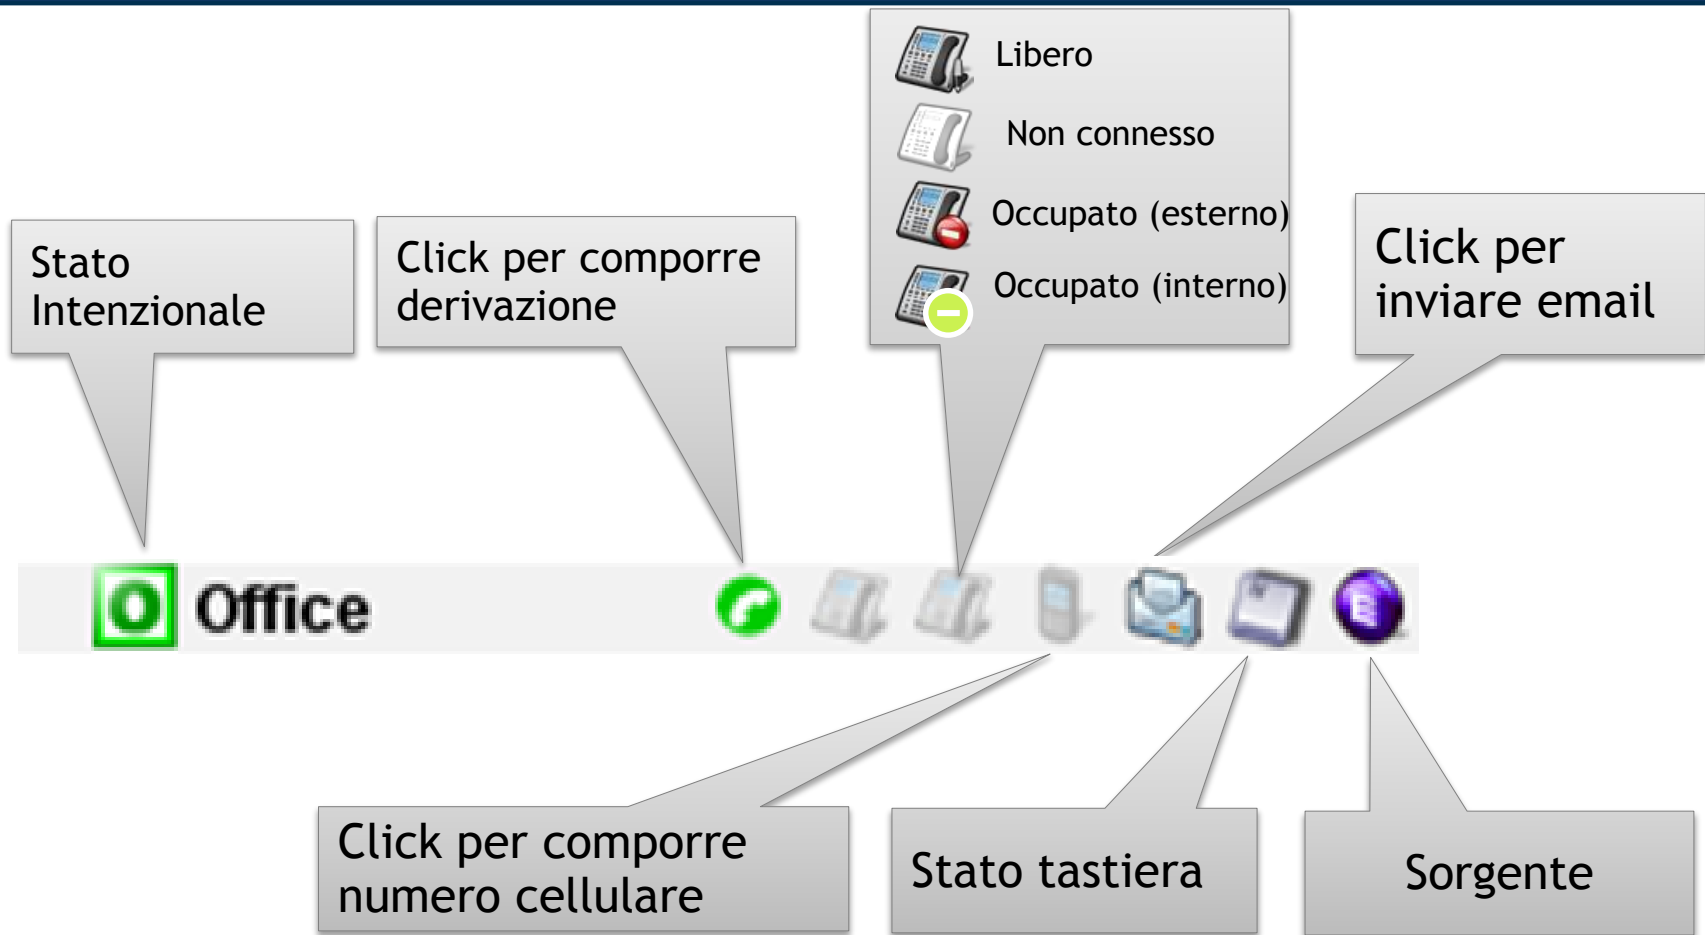 Libero
Non connesso
Occupato (esterno)
Occupato (interno)
Stato
Intenzionale
Click per comporre
derivazione
Click per
inviare email
O Office
Click per comporre
numero cellulare
Stato tastiera
Sorgente